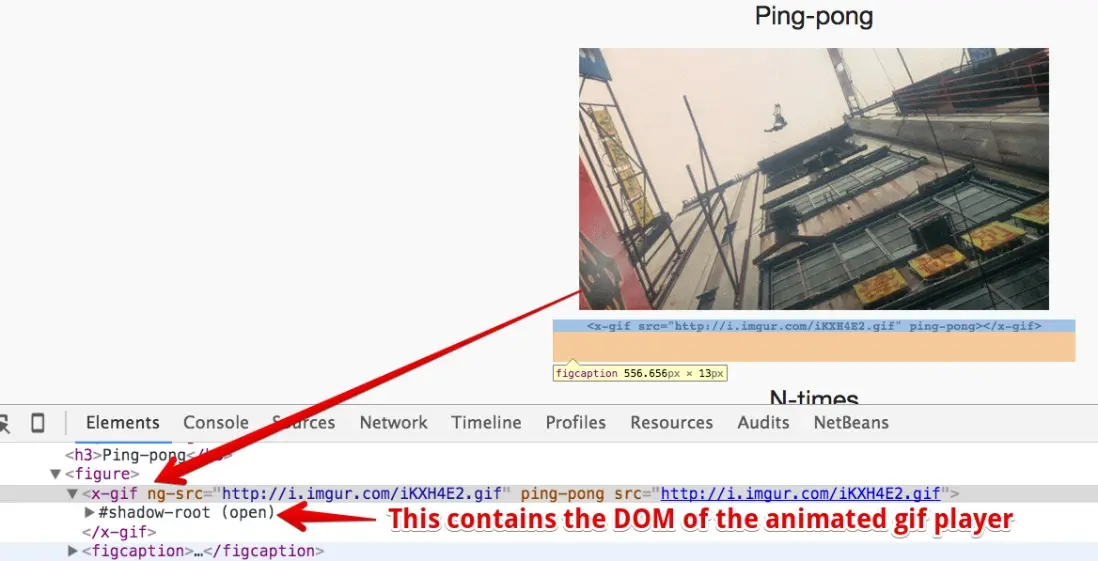 Ping-pong
<x-gif src="http://i.imgur.com/iKXH4E2.gif" ping-pong></x-gif>
figcaption 556.656px × 13px
N-times
Elements Console Sources Network Timeline Profiles Resources Audits NetBeans
<h3>Ping-pong</h3>
▼<figure>
▼<x-gif ng-src="http://i.imgur.com/iKXH4E2.gif" ping-pong src="http://i.imgur.com/iKXH4E2.gif">
▶#shadow-root (open)
This contains the DOM of the animated gif player
</x-gif>
▶<figcaption>…</figcaption>